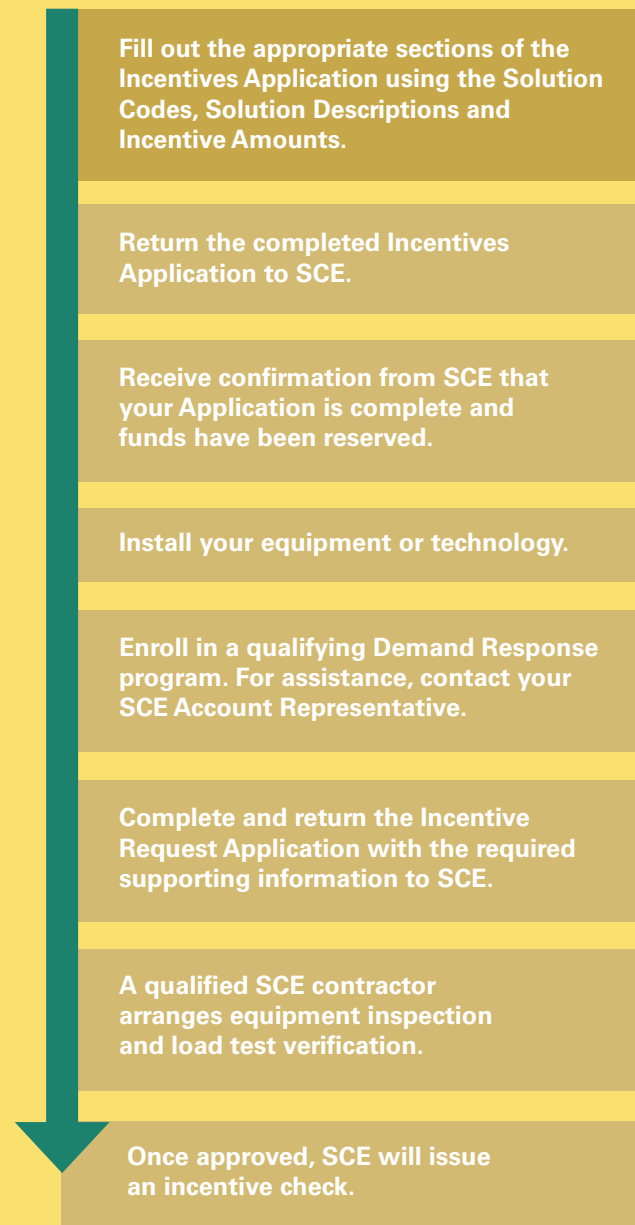 Fill out the appropriate sections of the
Incentives Application using the Solution
Codes, Solution Descriptions and
Incentive Amounts.
Return the completed Incentives
Application to SCE.
Receive confirmation from SCE that
your Application is complete and
funds have been reserved.
Install your equipment or technology.
Enroll in a qualifying Demand Response
program. For assistance, contact your
SCE Account Representative.
Complete and return the Incentive
Request Application with the required
supporting information to SCE.
A qualified SCE contractor
arranges equipment inspection
and load test verification.
Once approved, SCE will issue
an incentive check.